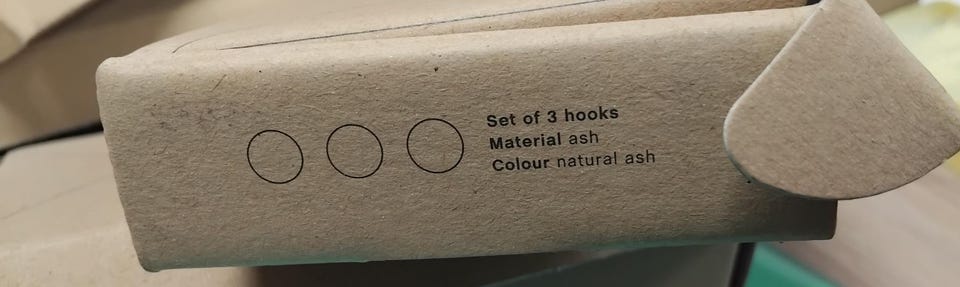 Set of 3 hooks
Material ash
Colour natural ash